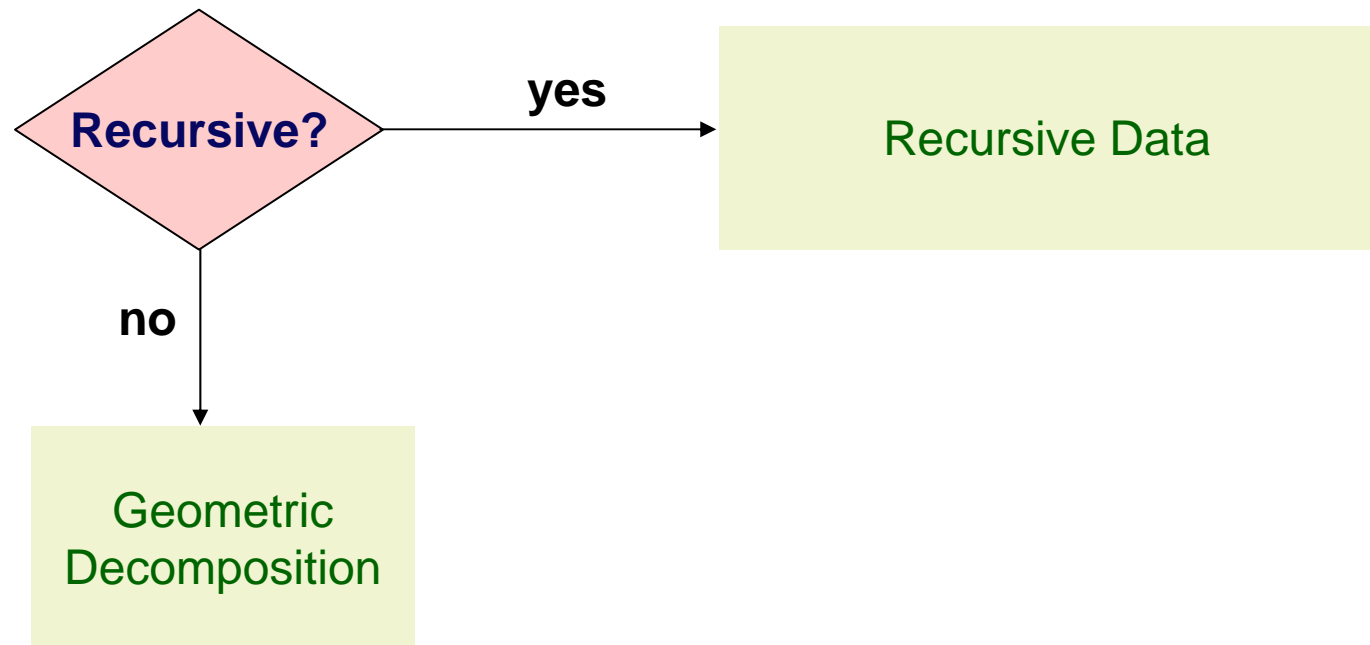 yes
Recursive?
Recursive Data
no
Geometric
Decomposition